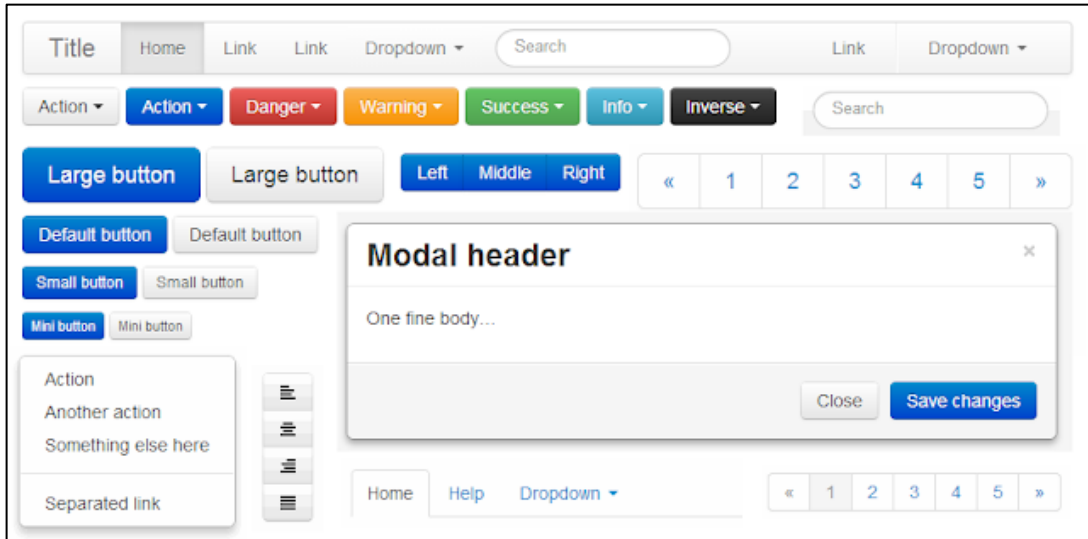 Title Home Link Link Dropdown Search Link Dropdown
Action Action Danger Warning Success Info Inverse Search
Large button Large button Left Middle Right « 1 2 3 4 5 »
Default button Default button
Small button Small button
Mini button Mini button
Modal header ×
One fine body...
Close Save changes
Action
Another action
Something else here
Separated link
Home Help Dropdown « 1 2 3 4 5 »